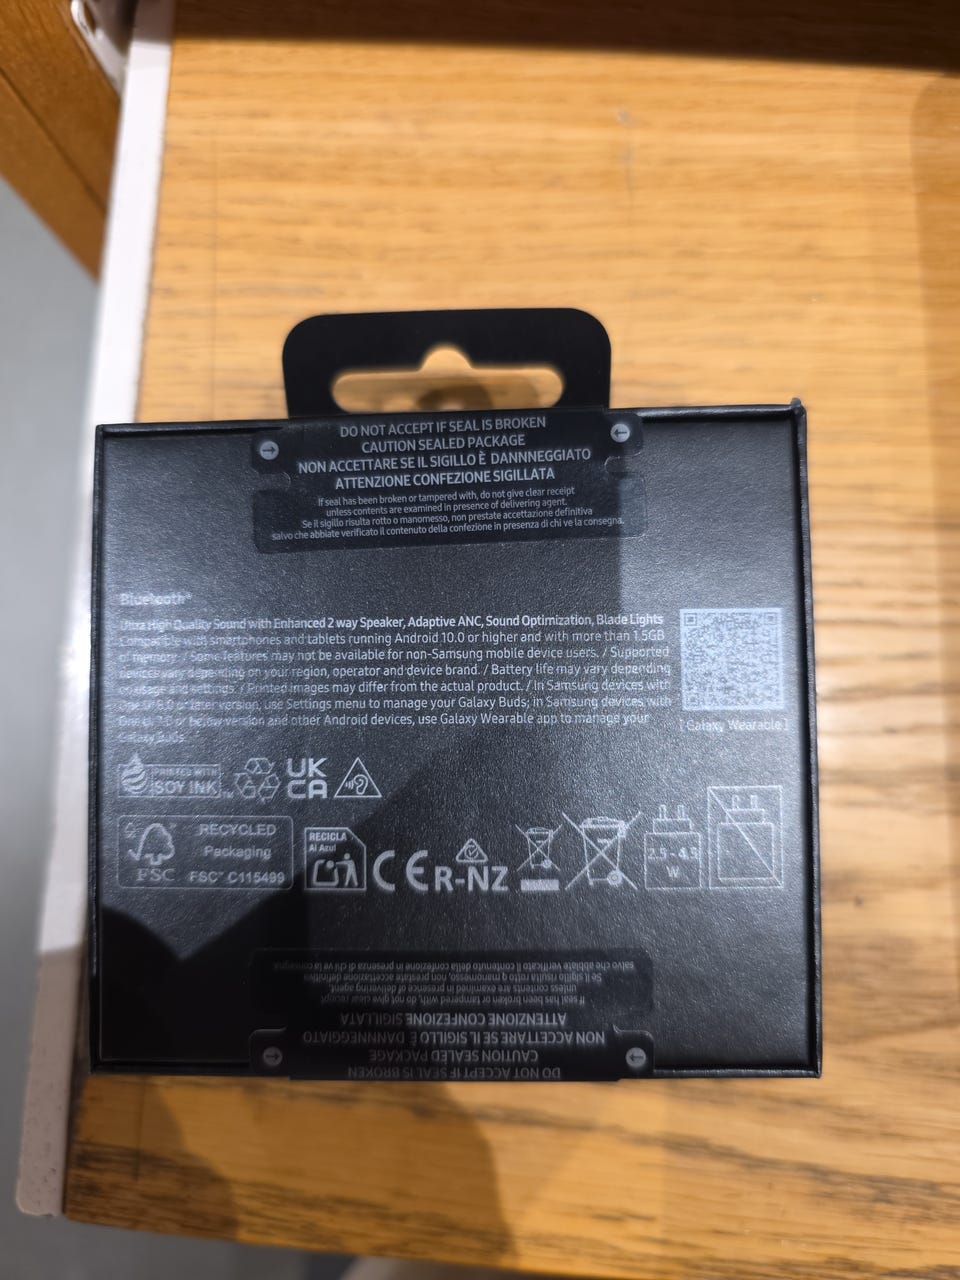 DO NOT ACCEPT IF SEAL IS BROKEN
CAUTION SEALED PACKAGE
NON ACCETTARE SE IL SIGILLO È DANNNEGGIATO
ATTENZIONE CONFEZIONE SIGILLATA
If seal has been broken or tampered with, do not give clear receipt
unless contents are examined in presence of delivering agent.
Se il sigillo risulta rotto o manomesso, non prestate accettazione definitiva
salvo che abbiate verificato il contenuto della confezione in presenza di chi ve la consegna.
Bluetooth®
Ultra High Quality Sound with Enhanced 2 way Speaker, Adaptive ANC, Sound Optimization, Blade Lights
Compatible with smartphones and tablets running Android 10.0 or higher and with more than 1.5GB
of memory. / Some features may not be available for non-Samsung mobile device users. / Supported
devices vary depending on your region, operator and device brand. / Battery life may vary depending
on usage and settings. / Printed images may differ from the actual product. / In Samsung devices with
One UI 8.0 or later version, use Settings menu to manage your Galaxy Buds; in Samsung devices with
One UI 7.0 or below version and other Android devices, use Galaxy Wearable app to manage your
Galaxy Buds.
[ Galaxy Wearable ]
PRINTED WITH
SOY INK™
UK
CA
FSC
RECYCLED
Packaging
FSC™ C115499
RECICLA
Al Azul
CE
R-NZ
2.5 - 4.5
W
salvo che abbiate verificato il contenuto della confezione in presenza di chi ve la consegna.
Se il sigillo risulta rotto o manomesso, non prestate accettazione definitiva
unless contents are examined in presence of delivering agent.
If seal has been broken or tampered with, do not give clear receipt
ATTENZIONE CONFEZIONE SIGILLATA
NON ACCETTARE SE IL SIGILLO È DANNNEGGIATO
CAUTION SEALED PACKAGE
DO NOT ACCEPT IF SEAL IS BROKEN